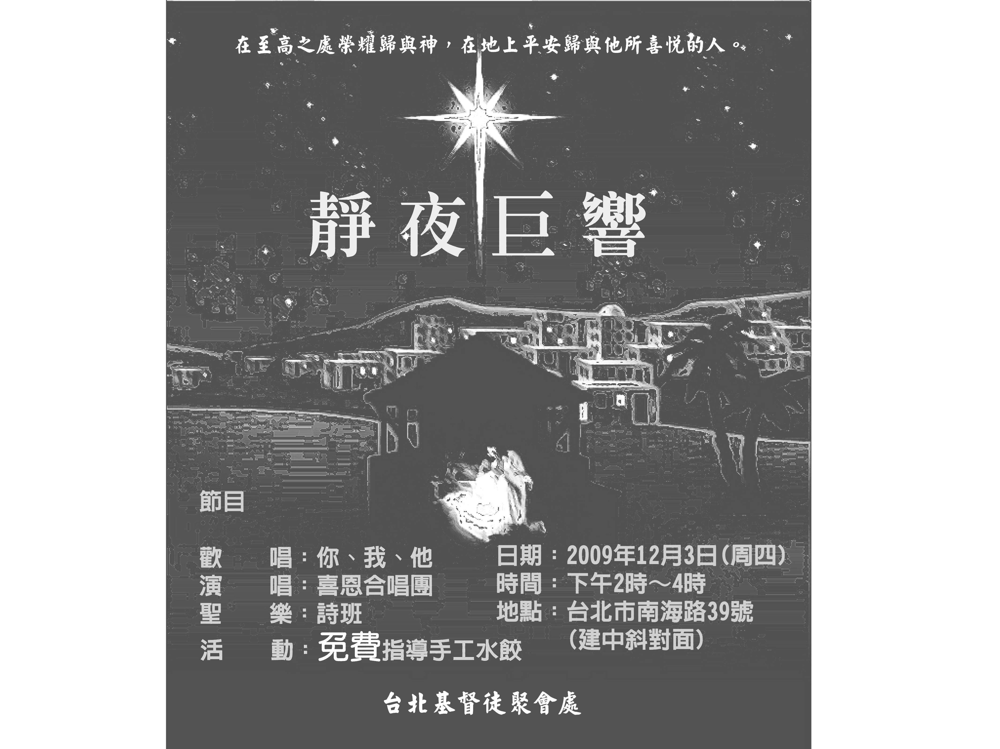 在至高之處榮耀歸與神，在地上平安歸與他所喜悅的人。
靜夜巨響
節目
歡　　唱：你、我、他
演　　唱：喜恩合唱團
聖　　樂：詩班
活　　動：免費指導手工水餃
日期：2009年12月3日(周四)
時間：下午2時～4時
地點：台北市南海路39號
(建中斜對面)
台北基督徒聚會處